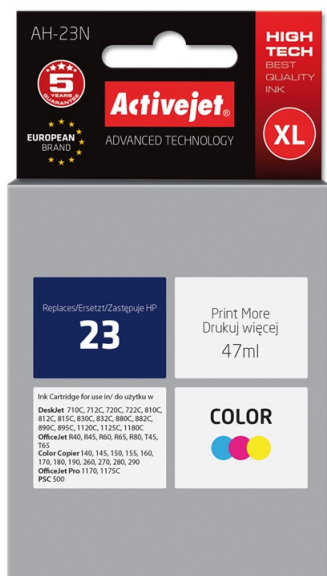 AH-23N
5
YEARS
GUARANTEE
EUROPEAN
BRAND
Activejet®
ADVANCED TECHNOLOGY
HIGH
TECH
BEST
QUALITY
INK
XL
Replaces/Ersetzt/Zastępuje HP
23
Print More
Drukuj więcej
47ml
Ink Cartridge for use in/ do użytku w
DeskJet 710C, 712C, 720C, 722C, 810C,
812C, 815C, 830C, 832C, 880C, 882C,
890C, 895C, 1120C, 1125C, 1180C
OfficeJet R40, R45, R60, R65, R80, T45,
T65
Color Copier 140, 145, 150, 155, 160,
170, 180, 190, 260, 270, 280, 290
OfficeJet Pro 1170, 1175C
PSC 500
COLOR